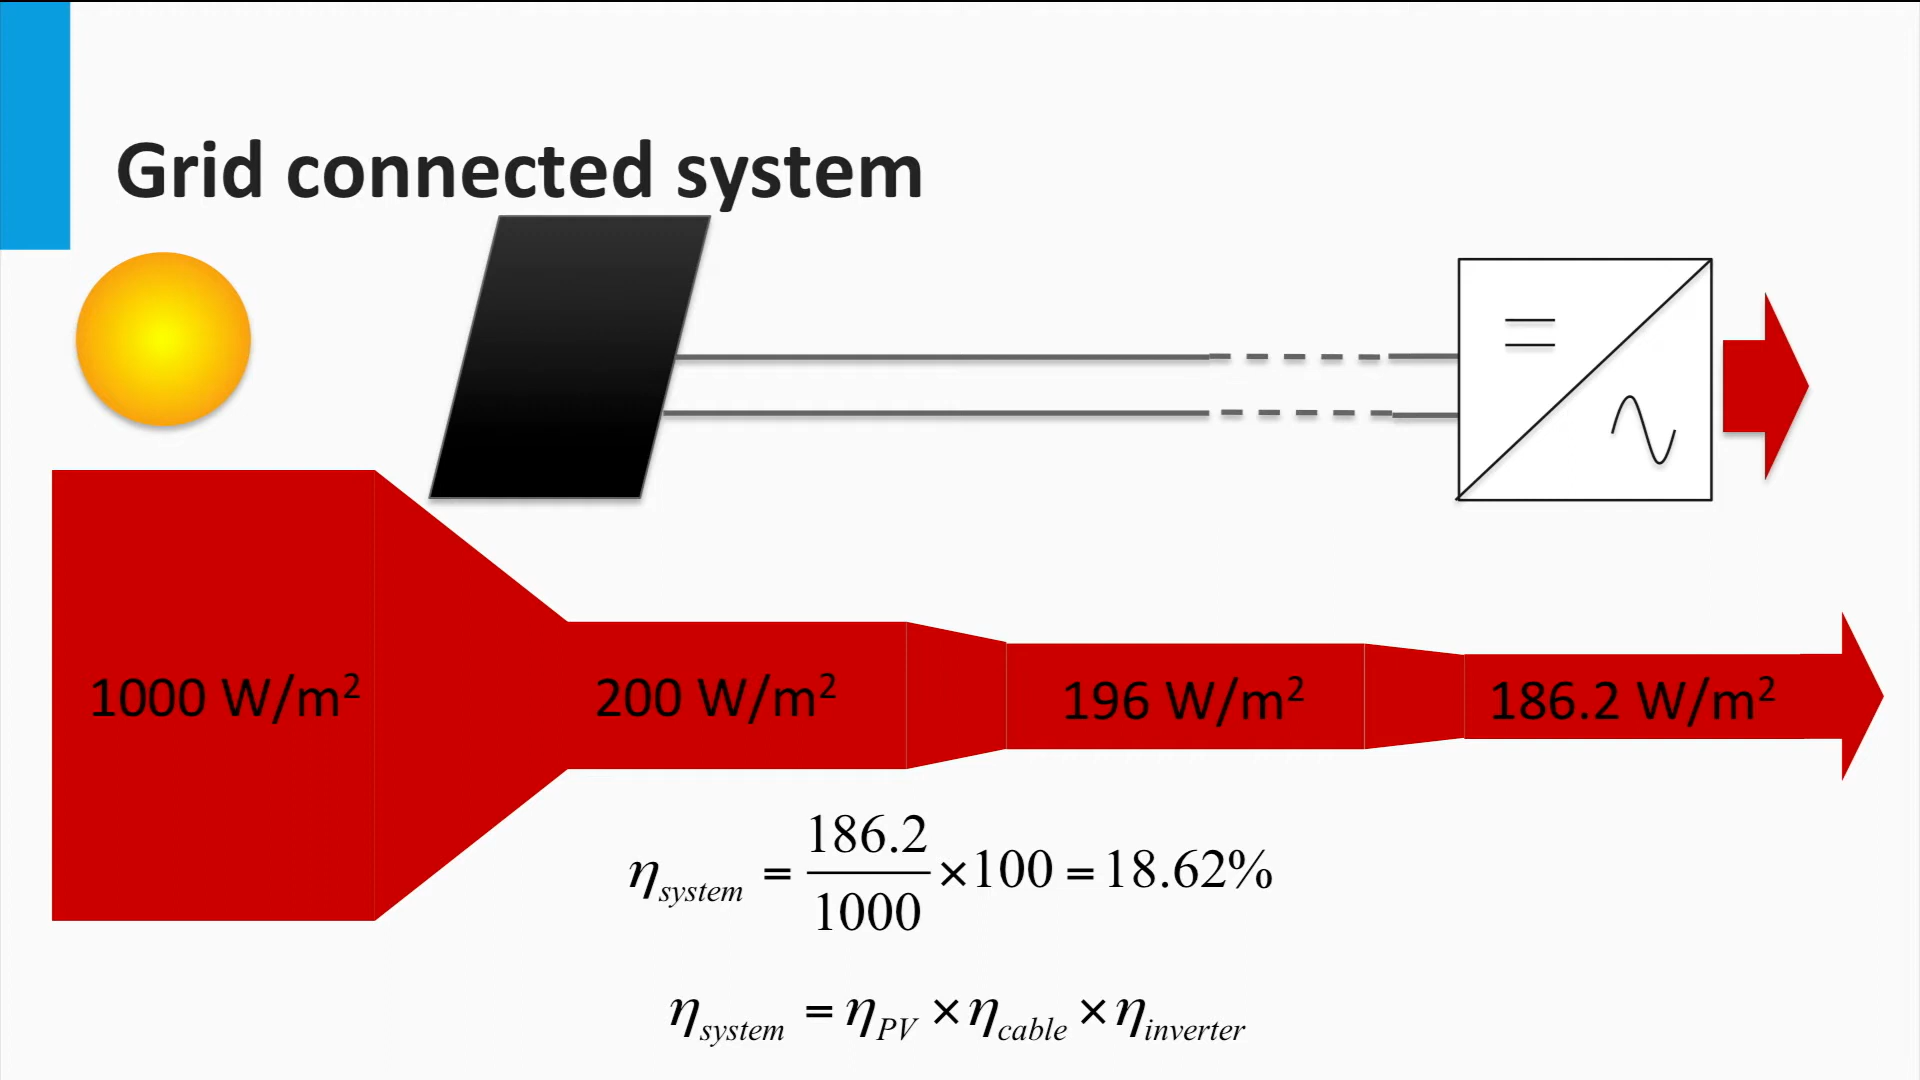 Grid connected system
1000 W/m² 200 W/m² 196 W/m² 186.2 W/m²
η_system = 186.2/1000 ×100 = 18.62%
η_system = η_PV × η_cable × η_inverter